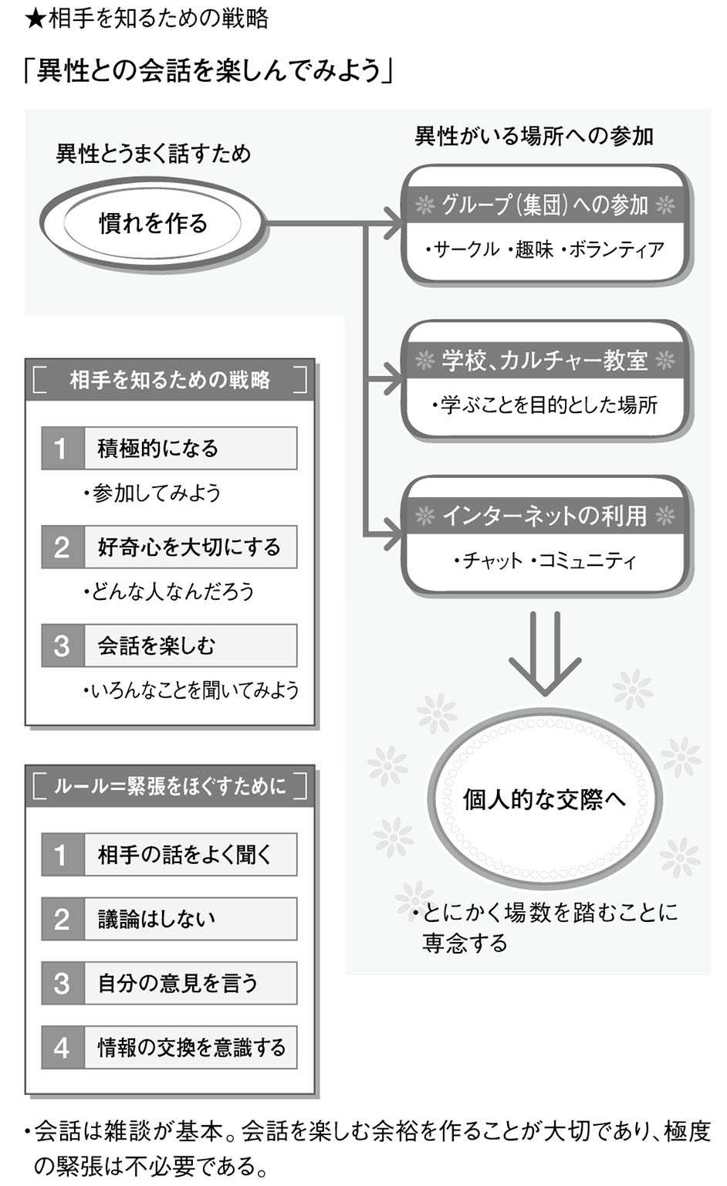 ★相手を知るための戦略
「異性との会話を楽しんでみよう」
異性とうまく話すため
慣れを作る
異性がいる場所への参加
グループ(集団)への参加
・サークル ・趣味 ・ボランティア
学校、カルチャー教室
・学ぶことを目的とした場所
インターネットの利用
・チャット ・コミュニティ
個人的な交際へ
・とにかく場数を踏むことに
専念する
相手を知るための戦略
1 積極的になる
・参加してみよう
2 好奇心を大切にする
・どんな人なんだろう
3 会話を楽しむ
・いろんなことを聞いてみよう
ルール=緊張をほぐすために
1 相手の話をよく聞く
2 議論はしない
3 自分の意見を言う
4 情報の交換を意識する
・会話は雑談が基本。会話を楽しむ余裕を作ることが大切であり、極度
の緊張は不必要である。